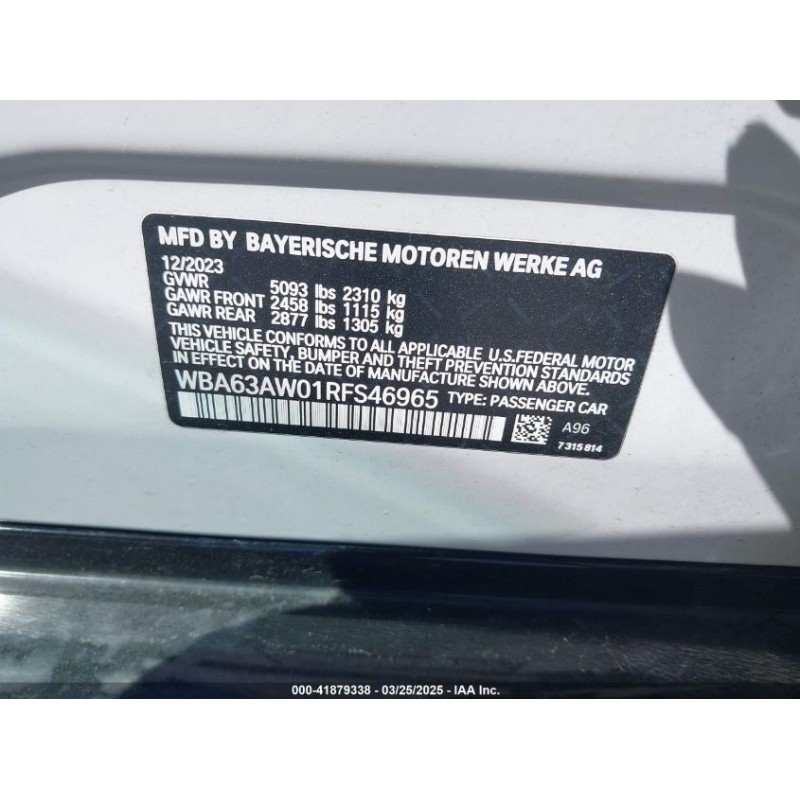 MFD BY BAYERISCHE MOTOREN WERKE AG
12/2023
GVWR 5093 lbs 2310 kg
GAWR FRONT 2458 lbs 1115 kg
GAWR REAR 2877 lbs 1305 kg
THIS VEHICLE CONFORMS TO ALL APPLICABLE U.S.FEDERAL MOTOR
VEHICLE SAFETY, BUMPER AND THEFT PREVENTION STANDARDS
IN EFFECT ON THE DATE OF MANUFACTURE SHOWN ABOVE.
WBA63AW01RFS46965 TYPE: PASSENGER CAR
A96
7315814
000-41879338 - 03/25/2025 - IAA Inc.